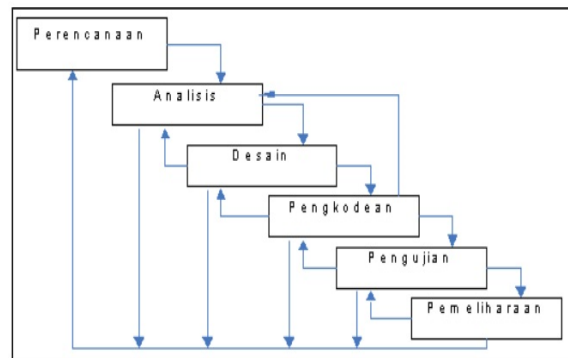 Perencanaan
Analisis
Desain
Pengkodean
Pengujian
Pemeliharaan